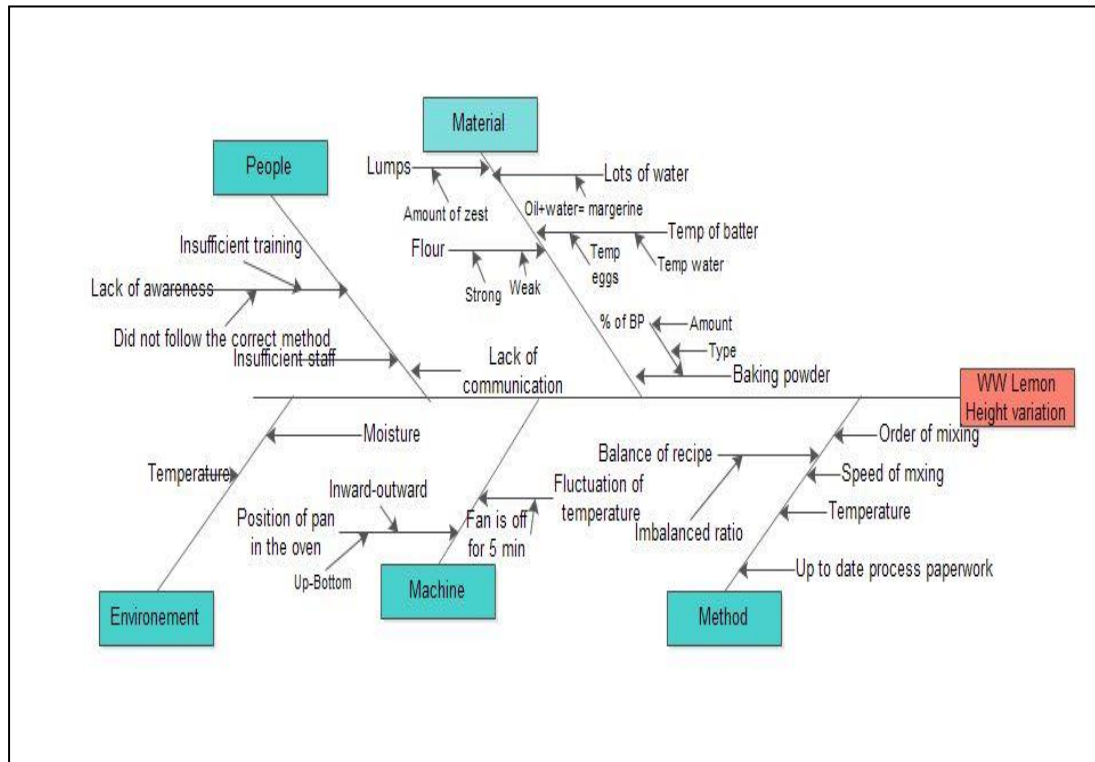 Material
People
Lumps
Lots of water
Amount of zest
Oil+water= margerine
Insufficient training
Flour
Temp of batter
Temp
eggs
Temp water
Strong
Weak
Lack of awareness
Did not follow the correct method
Insufficient staff
Lack of
communication
% of BP
Amount
Type
Baking powder
WW Lemon
Height variation
Moisture
Temperature
Inward-outward
Position of pan
in the oven
Up-Bottom
Fluctuation of
temperature
Fan is off
for 5 min
Balance of recipe
Imbalanced ratio
Order of mixing
Speed of mxing
Temperature
Up to date process paperwork
Environement
Machine
Method